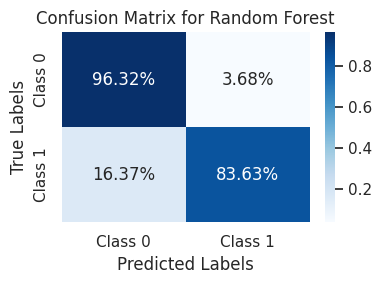 Confusion Matrix for Random Forest
True Labels
Class 0
Class 1
96.32%
3.68%
16.37%
83.63%
Class 0
Class 1
Predicted Labels
0.8
0.6
0.4
0.2